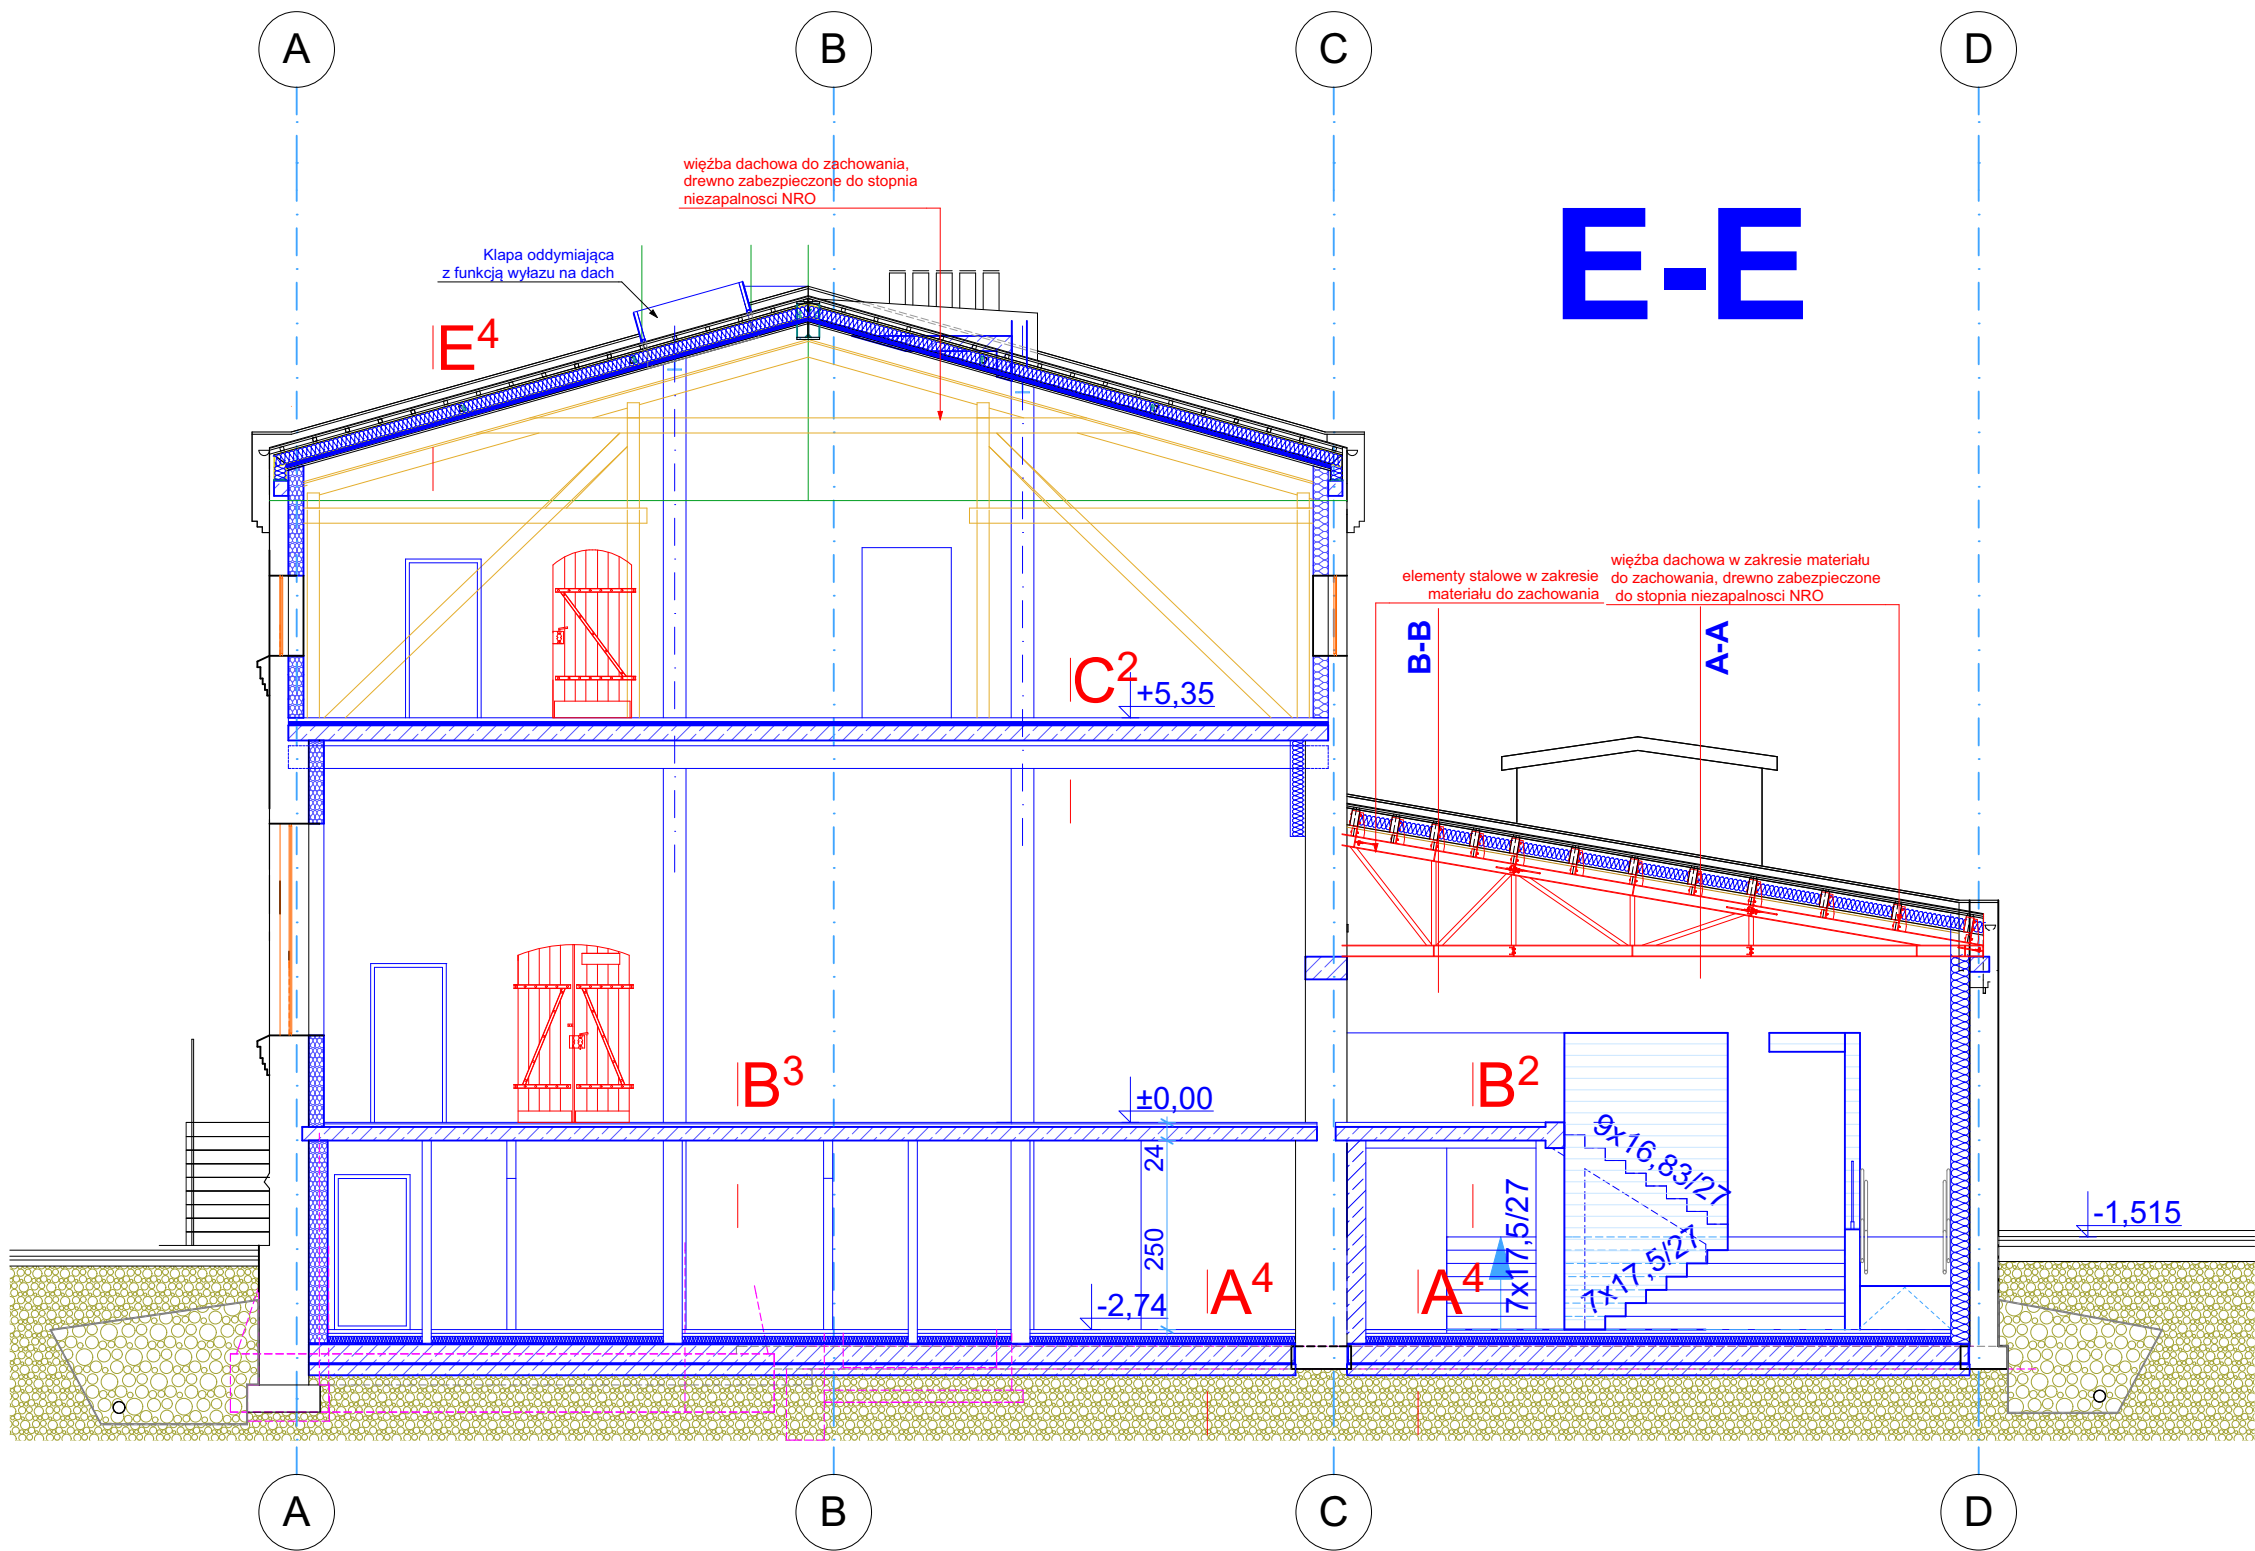 A
B
C
D
więźba dachowa do zachowania,
drewno zabezpieczone do stopnia
niezapalnosci NRO
E-E
Klapa oddymiająca
z funkcją wyłazu na dach
E⁴
więźba dachowa w zakresie materiału
do zachowania, drewno zabezpieczone
do stopnia niezapalnosci NRO
elementy stalowe w zakresie
materiału do zachowania
B-B
A-A
C²
+5,35
B³
±0,00
B²
24
250
9x16,83/27
7x17,5/27
7x17,5/27
-1,515
-2,74
A⁴
A⁴
A
B
C
D